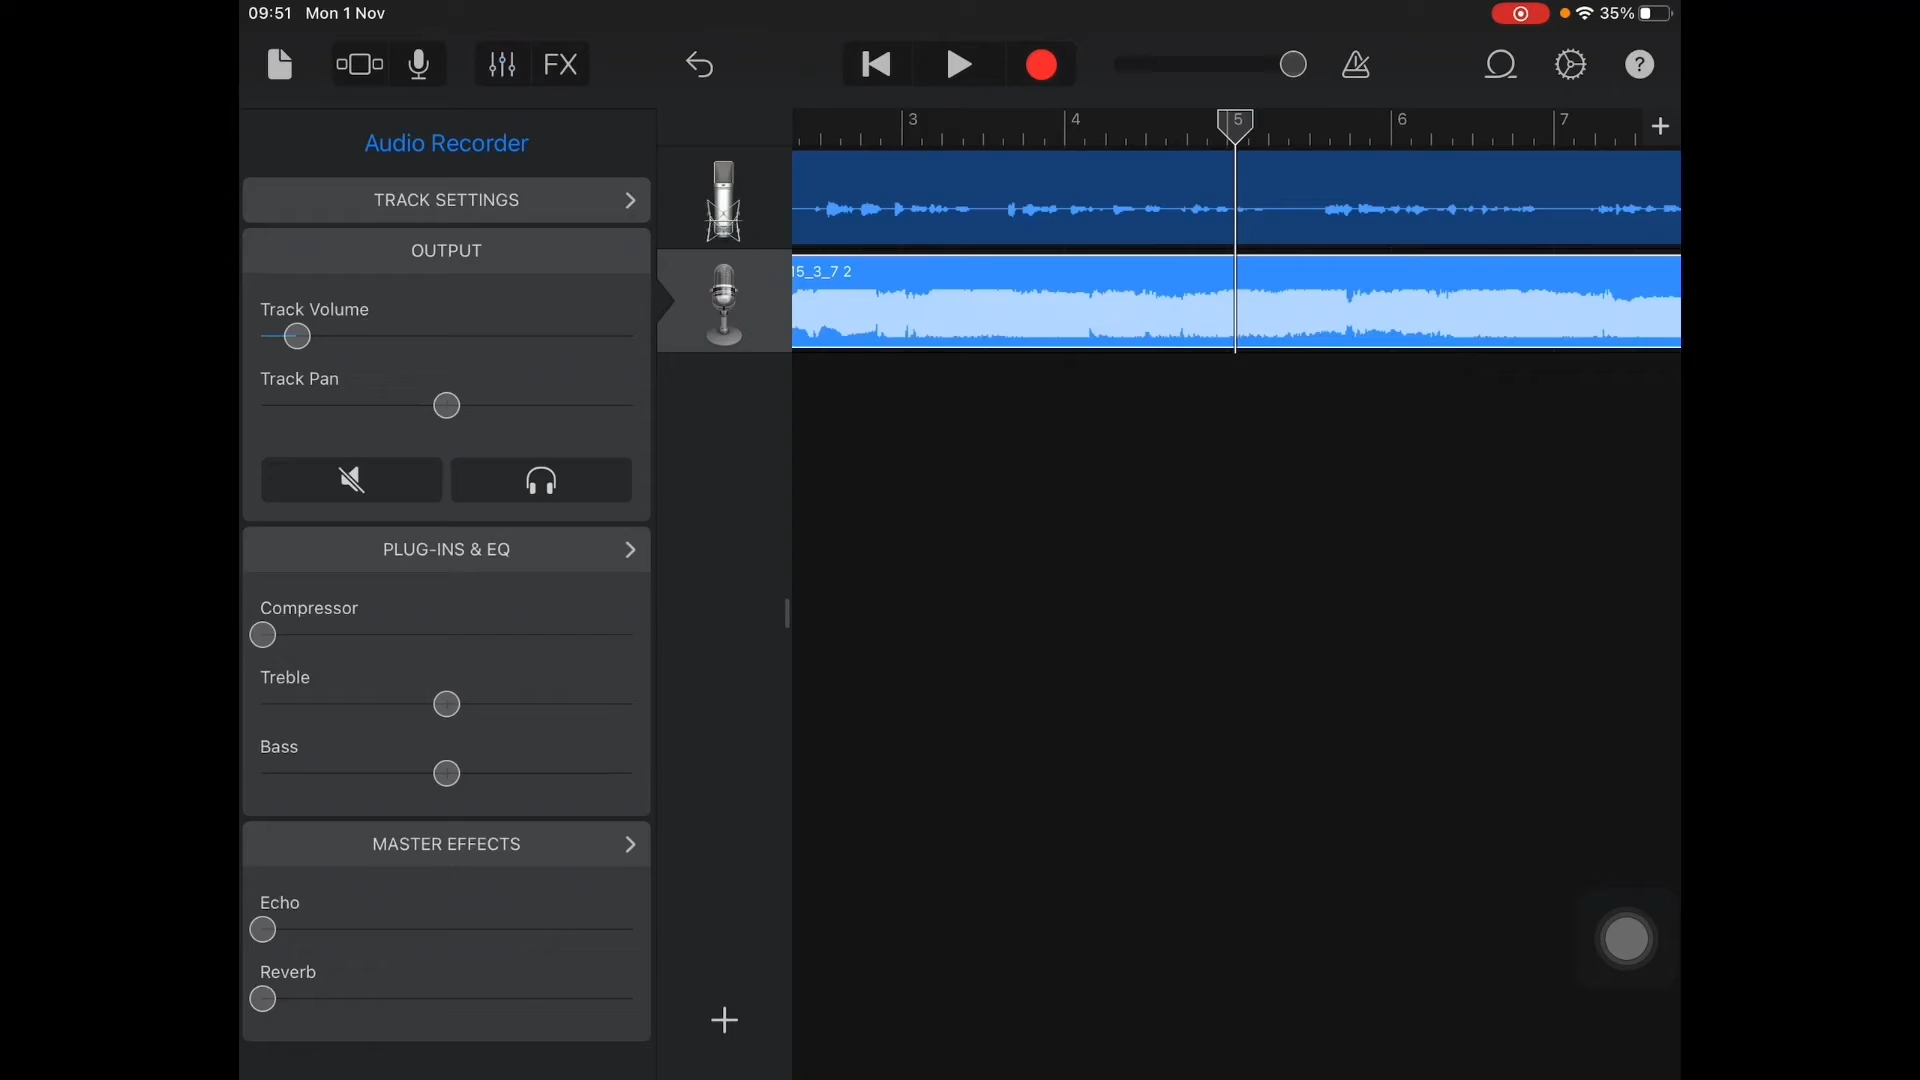 09:51 Mon 1 Nov
35%
FX
?
Audio Recorder
3 4 5 6 7
TRACK SETTINGS
OUTPUT
15_3_7 2
Track Volume
Track Pan
PLUG-INS & EQ
Compressor
Treble
Bass
MASTER EFFECTS
Echo
Reverb